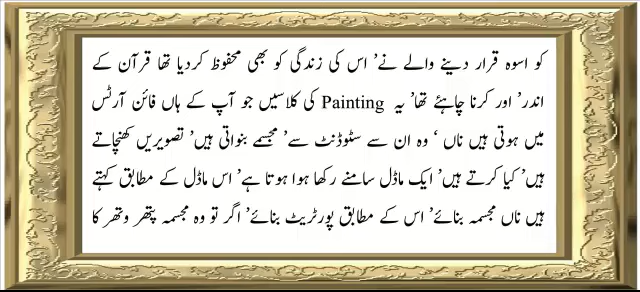 کو اسوہ قرار دینے والے نے’ اس کی زندگی کو بھی محفوظ کردیا تھا قرآن کے
اندر’ اور کرنا چاہئے تھا’ یہ Painting کی کلاسیں جو آپ کے ہاں فائن آرٹس
میں ہوتی ہیں ناں ‘ وہ ان سے سٹوڈنٹ سے’ مجسمے بنواتی ہیں’ تصویریں کھنچاتے
ہیں’ کیا کرتے ہیں’ ایک ماڈل سامنے رکھا ہوا ہوتا ہے’ اس ماڈل کے مطابق کہتے
ہیں ناں مجسمہ بنائے’ اس کے مطابق پورٹریٹ بنائے’ اگر تو وہ مجسمہ پتھر وتھر کا